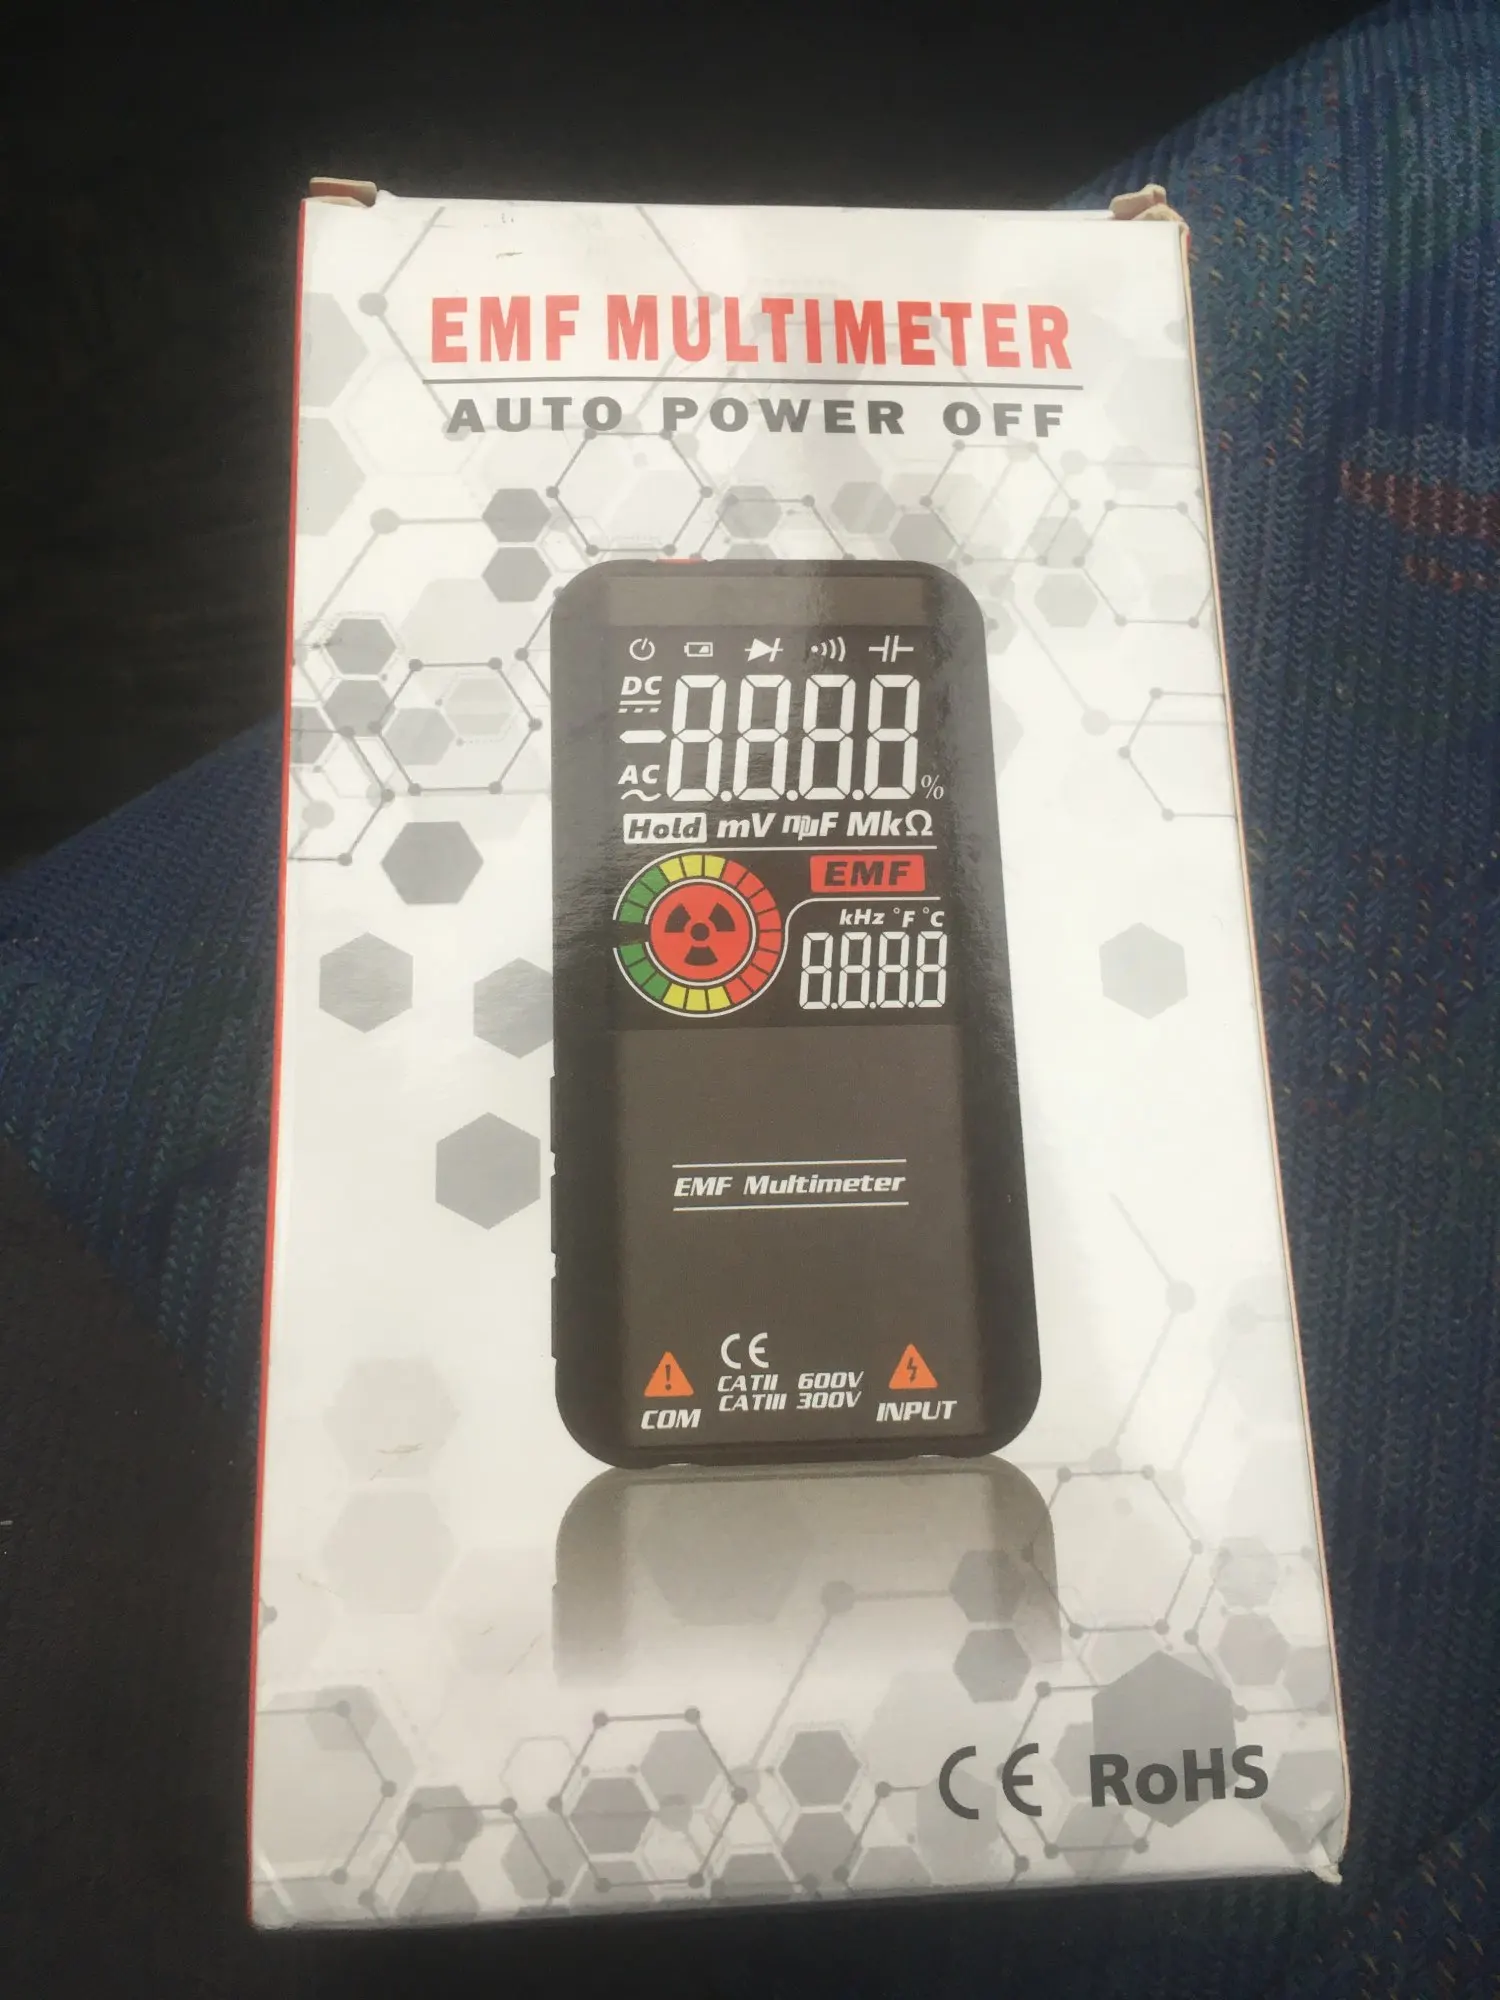 EMF MULTIMETER
AUTO POWER OFF
DC
8.8.8.8
AC
%
Hold mV nμF MkΩ
EMF
kHz °F °C
8.8.8.8
EMF Multimeter
CE
CATII 600V
CATIII 300V
COM
INPUT
CE RoHS